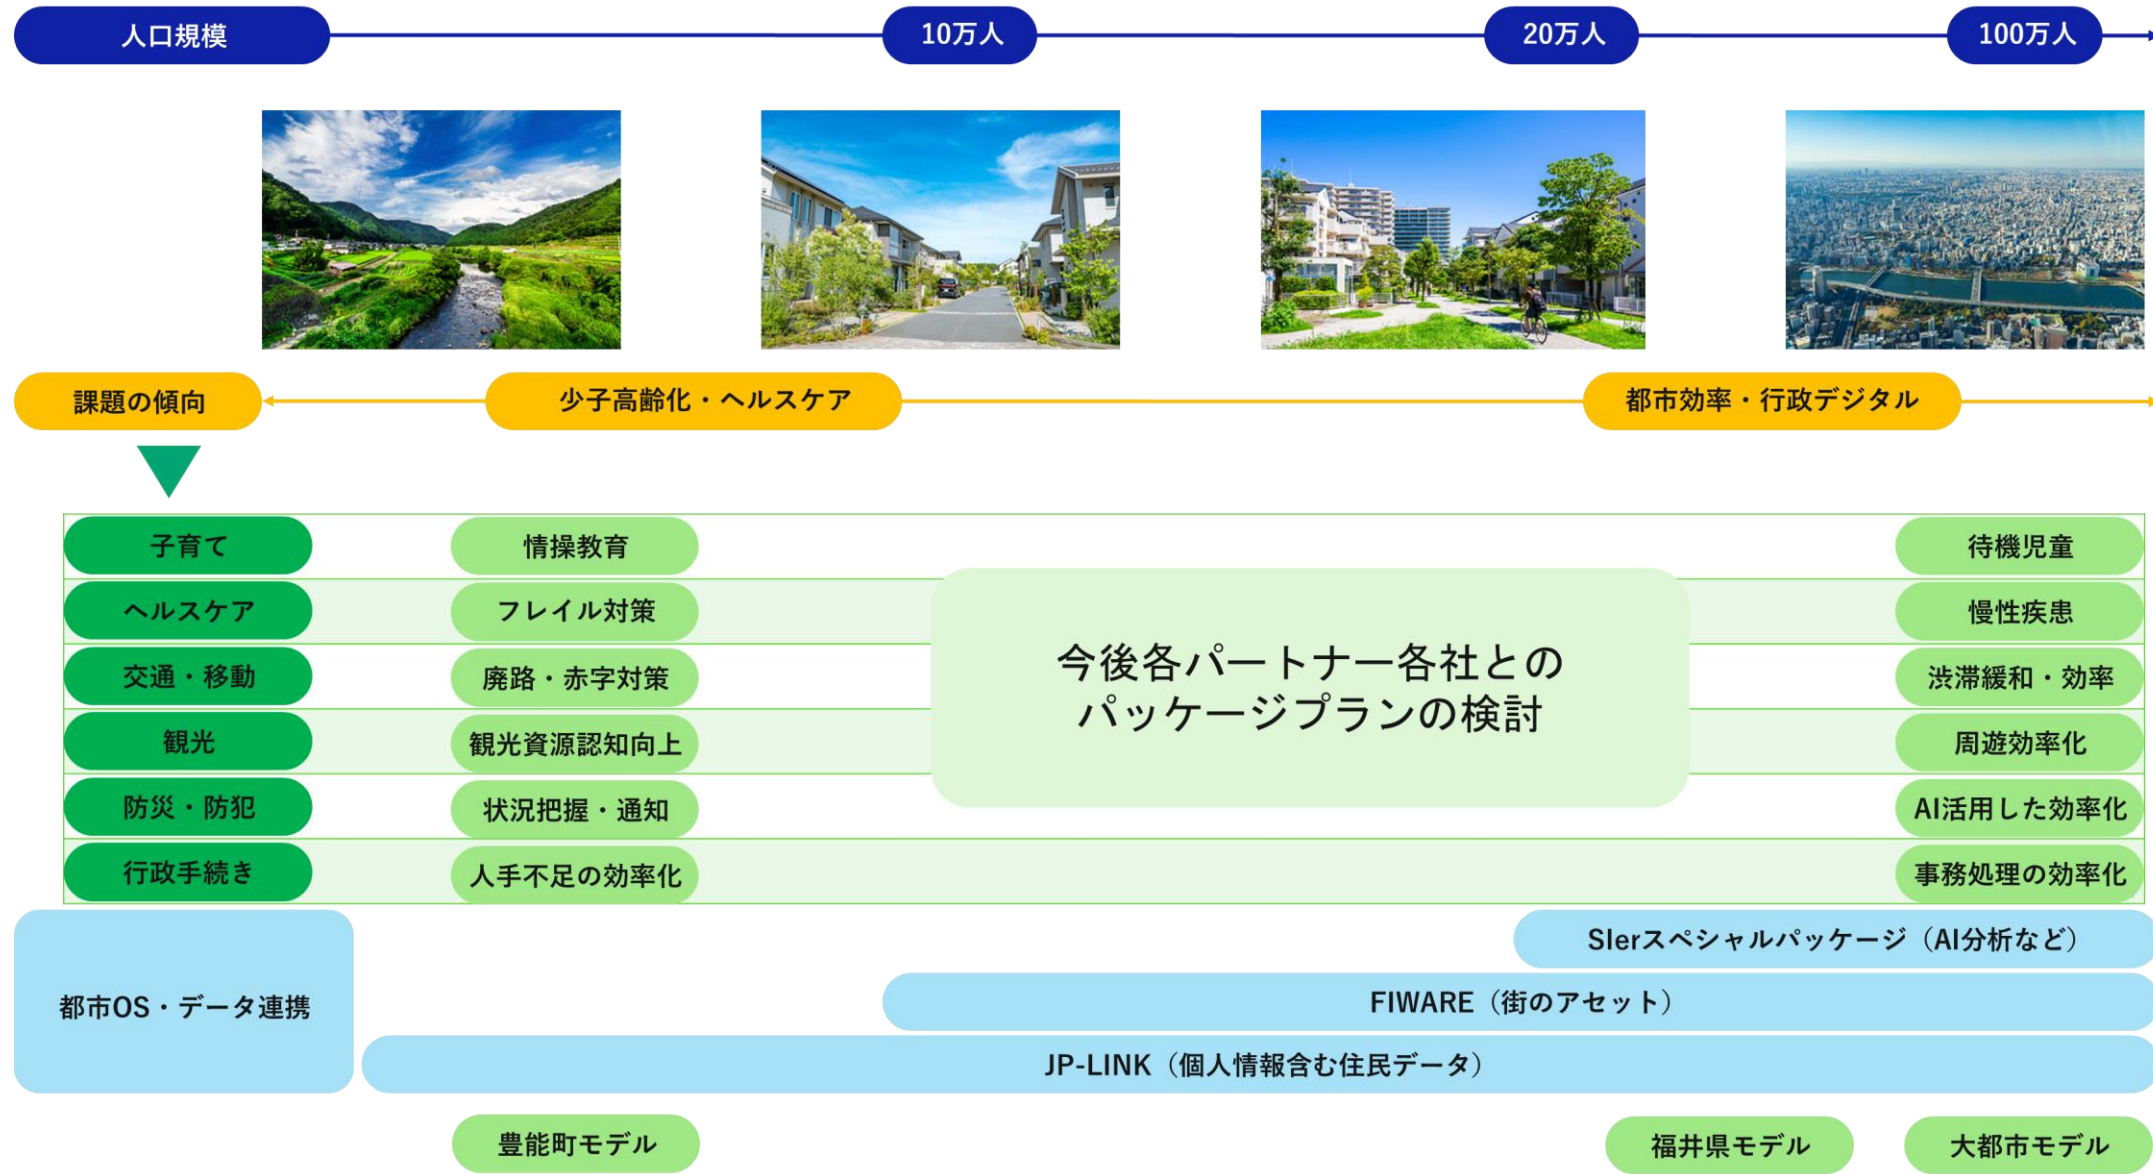 人口規模
10万人
20万人
100万人
課題の傾向
少子高齢化・ヘルスケア
都市効率・行政デジタル
子育て
情操教育
待機児童
ヘルスケア
フレイル対策
慢性疾患
交通・移動
廃路・赤字対策
渋滞緩和・効率
観光
観光資源認知向上
周遊効率化
防災・防犯
状況把握・通知
AI活用した効率化
行政手続き
人手不足の効率化
事務処理の効率化
今後各パートナー各社との
パッケージプランの検討
都市OS・データ連携
SIerスペシャルパッケージ（AI分析など）
FIWARE（街のアセット）
JP-LINK（個人情報含む住民データ）
豊能町モデル
福井県モデル
大都市モデル